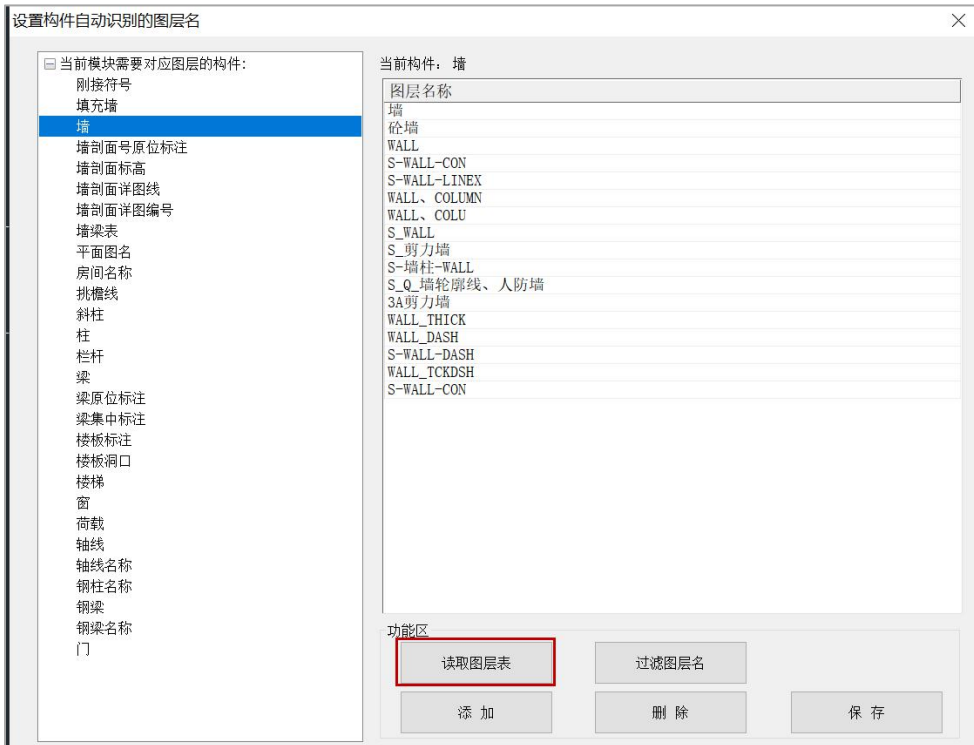 设置构件自动识别的图层名
当前模块需要对应图层的构件:
刚接符号
填充墙
墙
墙剖面号原位标注
墙剖面标高
墙剖面详图线
墙剖面详图编号
墙梁表
平面图名
房间名称
挑檐线
斜柱
柱
栏杆
梁
梁原位标注
梁集中标注
楼板标注
楼板洞口
楼梯
窗
荷载
轴线
轴线名称
钢柱名称
钢梁
钢梁名称
门
当前构件: 墙
图层名称
墙
砼墙
WALL
S-WALL-CON
S-WALL-LINEX
WALL、COLUMN
WALL、COLU
S_WALL
S_剪力墙
S-墙柱-WALL
S_Q_墙轮廓线、人防墙
3A剪力墙
WALL_THICK
WALL_DASH
S-WALL-DASH
WALL_TCKDSH
S-WALL-CON
功能区
读取图层表
过滤图层名
添 加
删 除
保 存